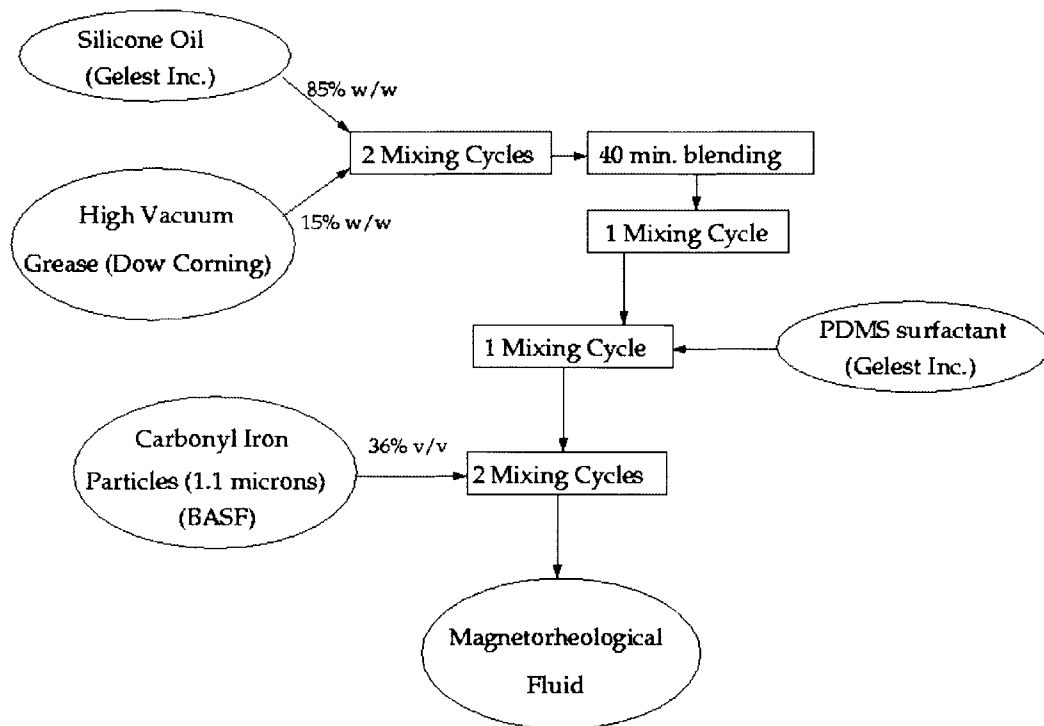 Silicone Oil
(Gelest Inc.)
85% w/w
2 Mixing Cycles
40 min. blending
High Vacuum
Grease (Dow Corning)
15% w/w
1 Mixing Cycle
1 Mixing Cycle
PDMS surfactant
(Gelest Inc.)
Carbonyl Iron
Particles (1.1 microns)
(BASF)
36% v/v
2 Mixing Cycles
Magnetorheological
Fluid